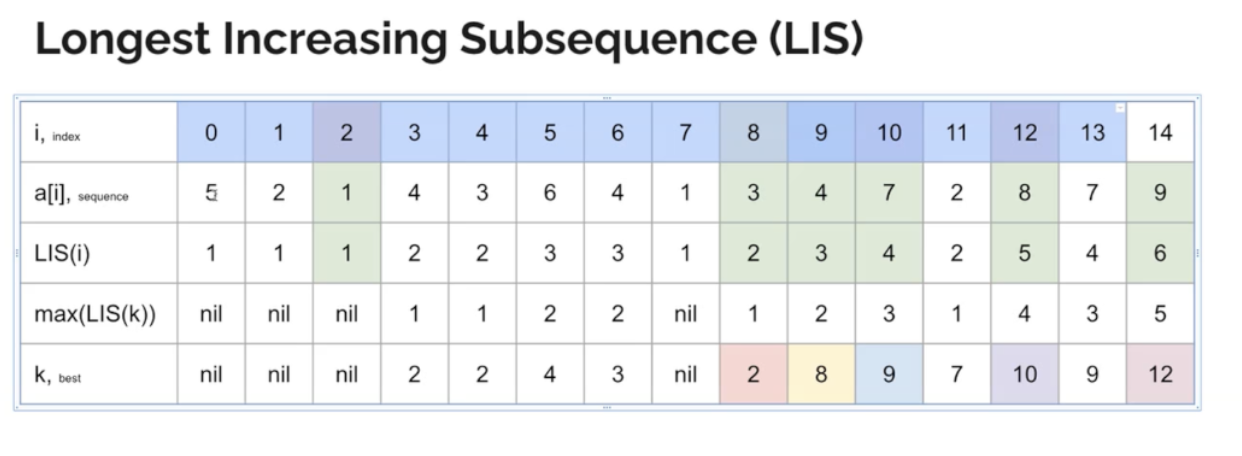 Longest Increasing Subsequence (LIS)
i, index 0 1 2 3 4 5 6 7 8 9 10 11 12 13 14
a[i], sequence 5 2 1 4 3 6 4 1 3 4 7 2 8 7 9
LIS(i) 1 1 1 2 2 3 3 1 2 3 4 2 5 4 6
max(LIS(k)) nil nil nil 1 1 2 2 nil 1 2 3 1 4 3 5
k, best nil nil nil 2 2 4 3 nil 2 8 9 7 10 9 12